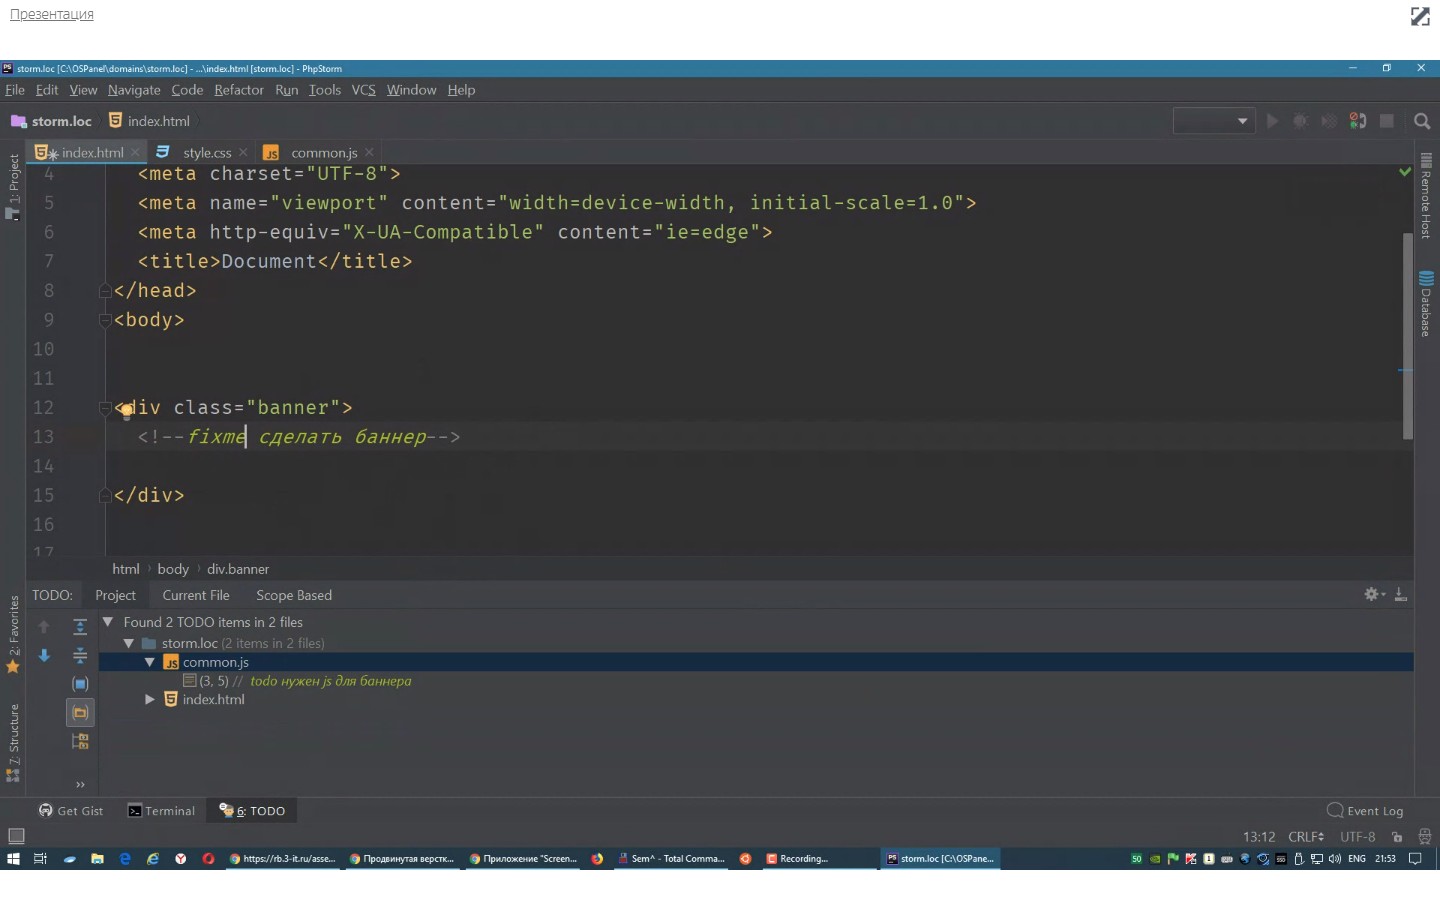 Презентация
storm.loc [C:\OSPanel\domains\storm.loc] - ...\index.html [storm.loc] - PhpStorm
File Edit View Navigate Code Refactor Run Tools VCS Window Help
storm.loc index.html
index.html style.css common.js
1: Project
Remote Host
Database
2: Favorites
7: Structure
4 <meta charset="UTF-8">
5 <meta name="viewport" content="width=device-width, initial-scale=1.0">
6 <meta http-equiv="X-UA-Compatible" content="ie=edge">
7 <title>Document</title>
8 </head>
9 <body>
10
11
12 <div class="banner">
13 <!--fixme сделать баннер-->
14
15 </div>
16
17
html body div.banner
TODO: Project Current File Scope Based
Found 2 TODO items in 2 files
storm.loc (2 items in 2 files)
common.js
(3, 5) // todo нужен js для баннера
index.html
Get Gist Terminal 6: TODO Event Log
13:12 CRLF UTF-8
https://rb.3-it.ru/asse... Продвинутая верстк... Приложение "Screen... Sem^ - Total Comma... Recording... storm.loc [C:\OSPane... 50 ENG 21:53